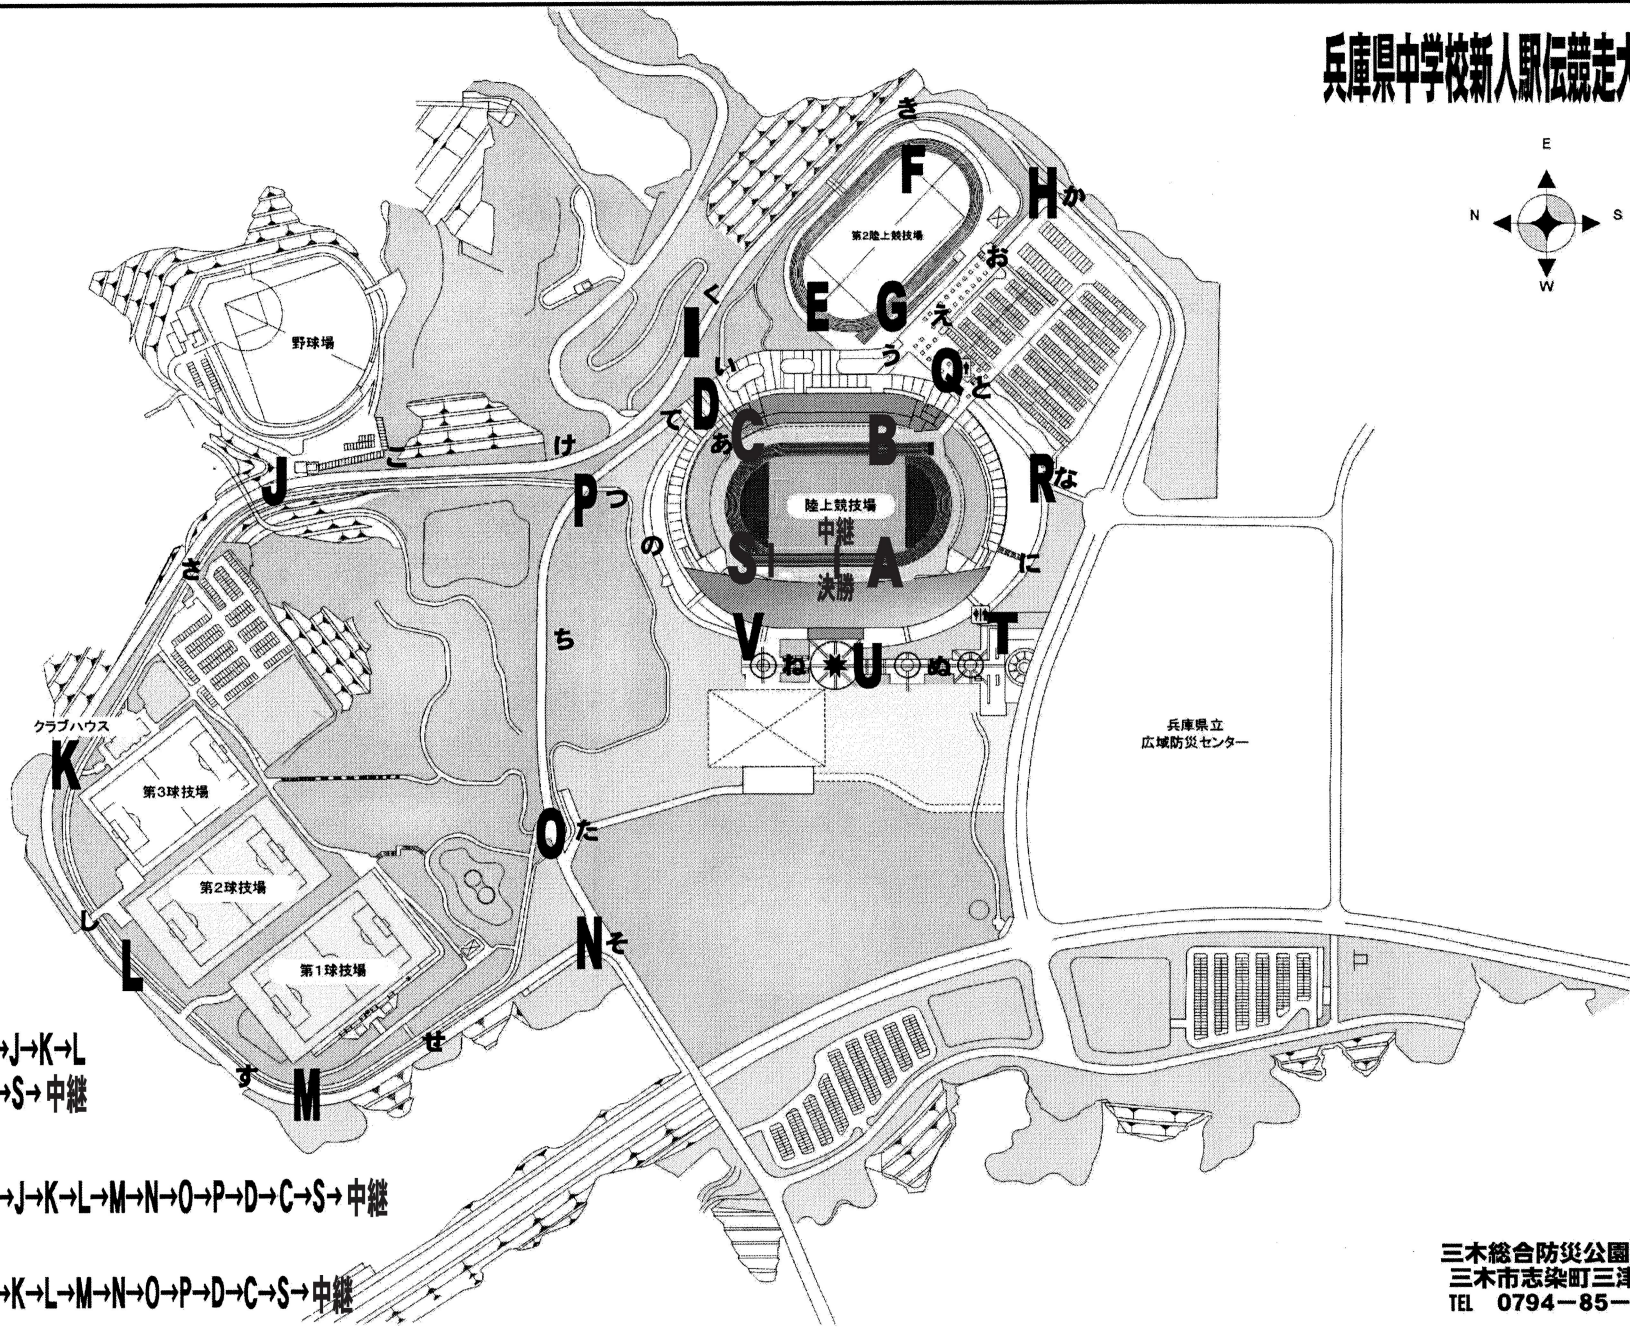 兵庫県中学校新人駅伝競走大
E
N
S
W
き
F
H
か
第2陸上競技場
お
く
E
G
え
I
野球場
い
う
Q
と
D
て
あ
C
B
け
こ
J
P
つ
R
な
陸上競技場
中継
の
S
A
に
決勝
さ
V
T
ち
ね
U
ぬ
クラブハウス
K
兵庫県立
広域防災センター
第3球技場
O
た
第2球技場
し
L
N
そ
第1球技場
せ
す
M
→J→K→L
→S→中継
→J→K→L→M→N→O→P→D→C→S→中継
→K→L→M→N→O→P→D→C→S→中継
三木総合防災公園
三木市志染町三津
TEL 0794-85-